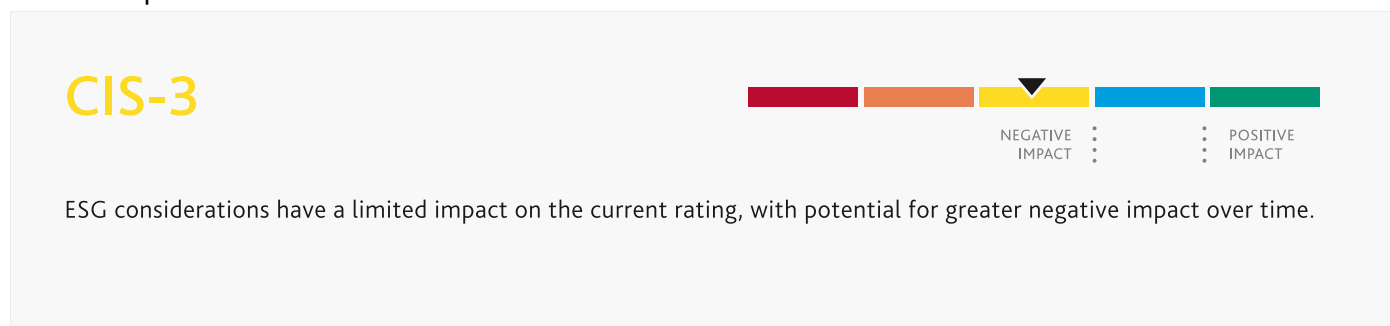 CIS-3
NEGATIVE
IMPACT
POSITIVE
IMPACT
ESG considerations have a limited impact on the current rating, with potential for greater negative impact over time.